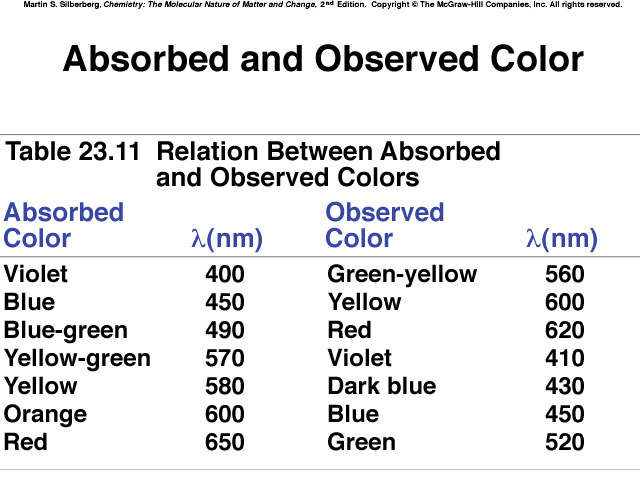 Martin S. Silberberg, Chemistry: The Molecular Nature of Matter and Change, 2nd Edition. Copyright © The McGraw-Hill Companies, Inc. All rights reserved.
Absorbed and Observed Color
Table 23.11 Relation Between Absorbed
and Observed Colors
Absorbed Observed
Color λ(nm) Color λ(nm)
Violet 400 Green-yellow 560
Blue 450 Yellow 600
Blue-green 490 Red 620
Yellow-green 570 Violet 410
Yellow 580 Dark blue 430
Orange 600 Blue 450
Red 650 Green 520